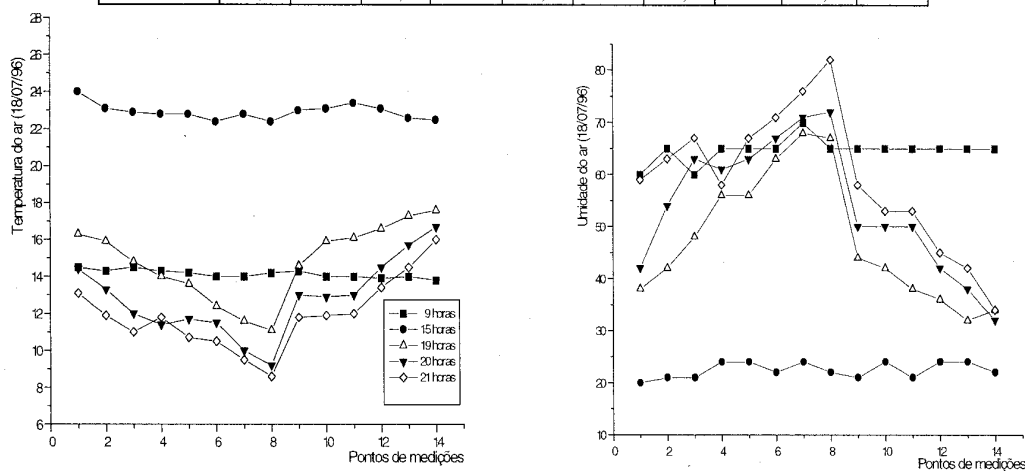 28
26
24
22
20
18
16
14
12
10
8
6
0 2 4 6 8 10 12 14
Temperatura do ar (18/07/96)
Pontos de medições
9 horas
15 horas
19 horas
20 horas
21 horas
80
70
60
50
40
30
20
10
0 2 4 6 8 10 12 14
Umidade do ar (18/07/96)
Pontos de medições